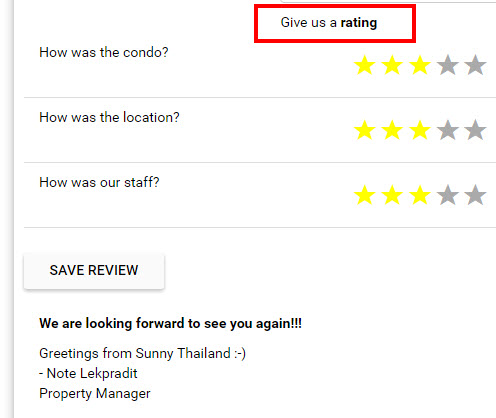 Give us a rating
How was the condo?
How was the location?
How was our staff?
SAVE REVIEW
We are looking forward to see you again!!!
Greetings from Sunny Thailand :-)
- Note Lekpradit
Property Manager